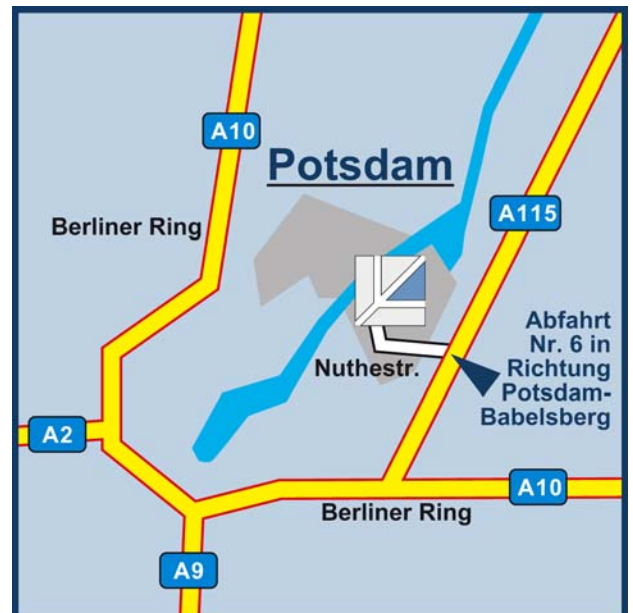 A10
Potsdam
Berliner Ring
A115
Abfahrt
Nr. 6 in
Richtung
Potsdam-
Babelsberg
Nuthestr.
A2
A10
Berliner Ring
A9